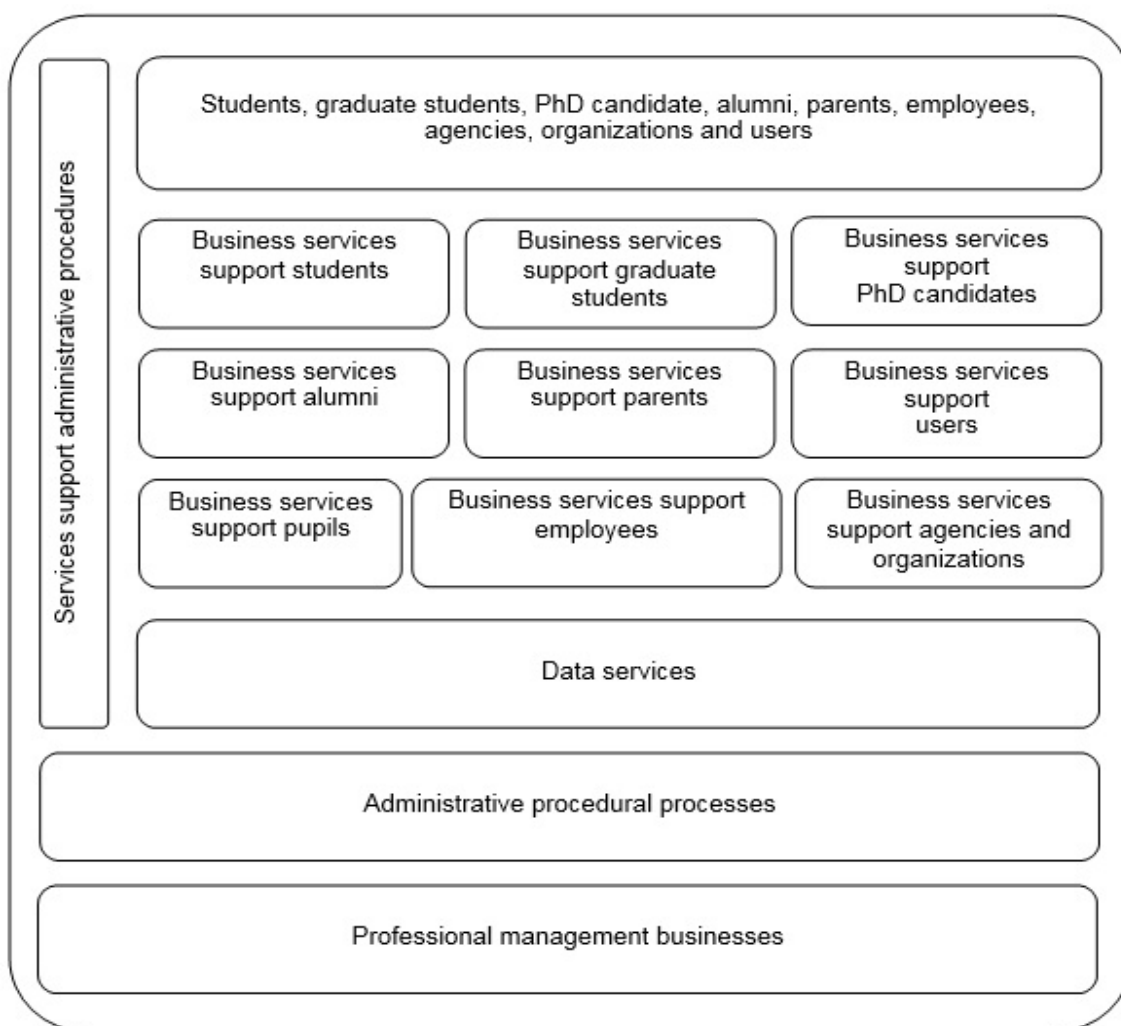 Services support administrative procedures
Students, graduate students, PhD candidate, alumni, parents, employees,
agencies, organizations and users
Business services
support students
Business services
support graduate
students
Business services
support
PhD candidates
Business services
support alumni
Business services
support parents
Business services
support
users
Business services
support pupils
Business services support
employees
Business services
support agencies and
organizations
Data services
Administrative procedural processes
Professional management businesses